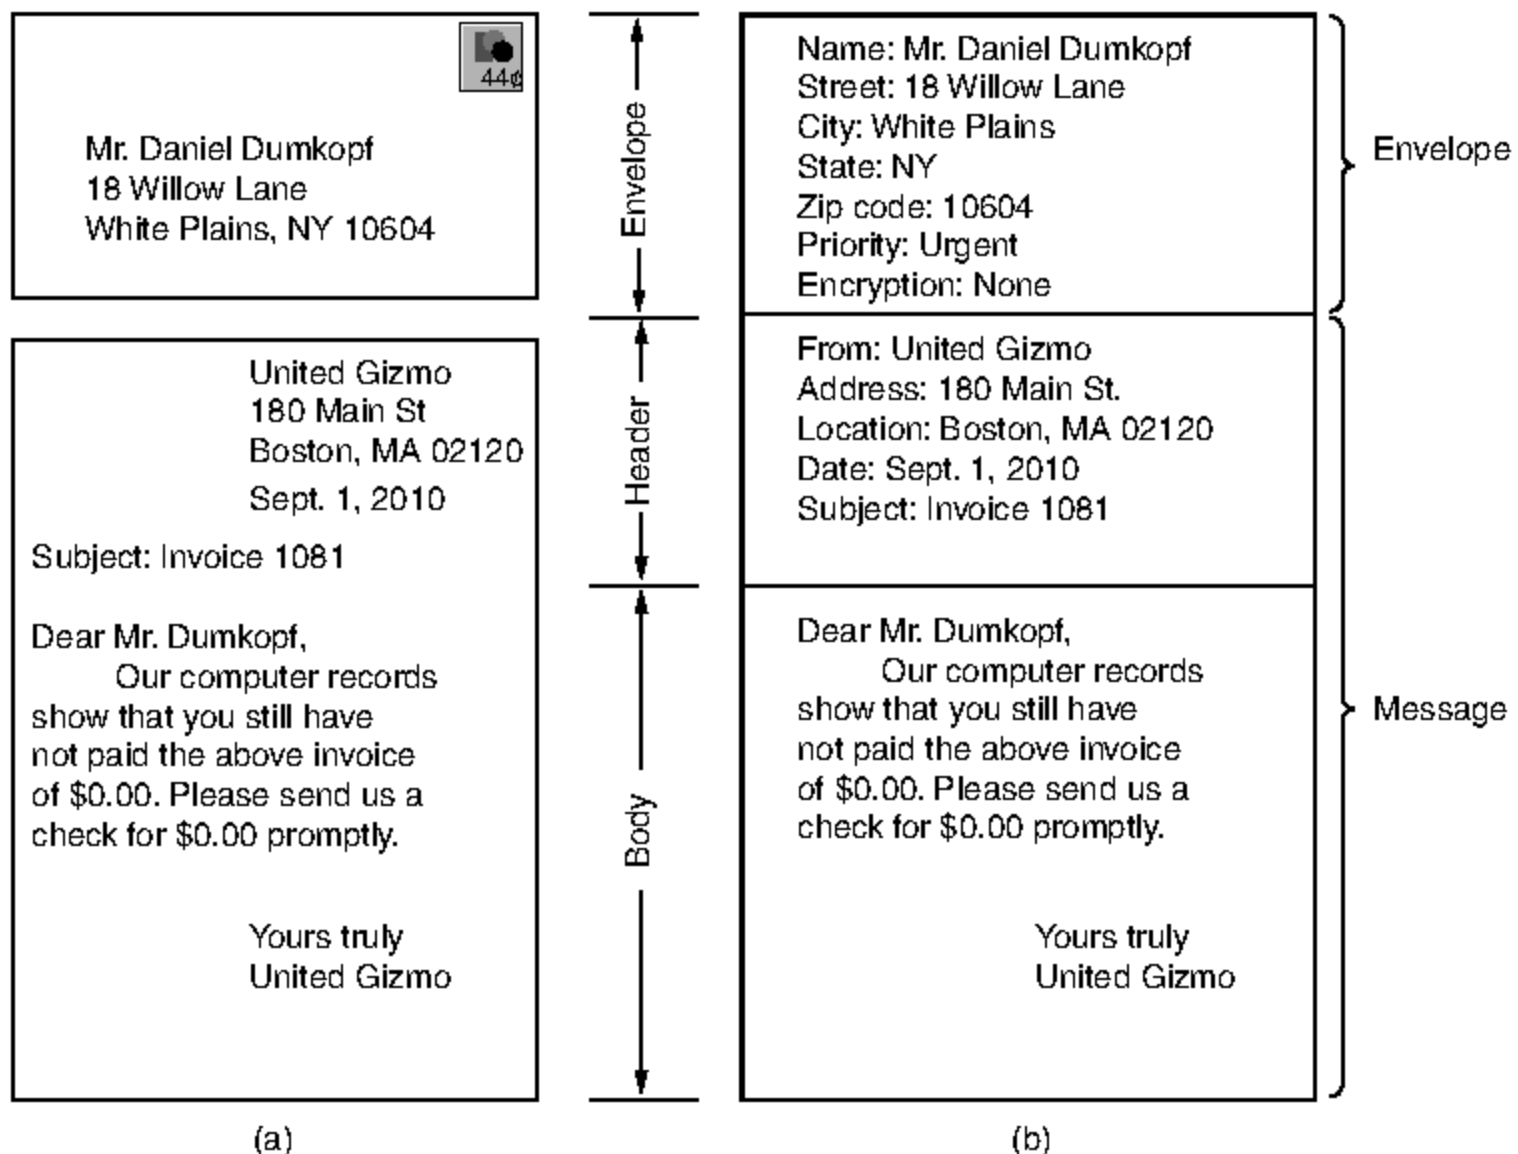 44¢
Mr. Daniel Dumkopf
18 Willow Lane
White Plains, NY 10604
United Gizmo
180 Main St
Boston, MA 02120
Sept. 1, 2010
Subject: Invoice 1081
Dear Mr. Dumkopf,
Our computer records
show that you still have
not paid the above invoice
of $0.00. Please send us a
check for $0.00 promptly.
Yours truly
United Gizmo
(a)
Envelope
Header
Body
Name: Mr. Daniel Dumkopf
Street: 18 Willow Lane
City: White Plains
State: NY
Zip code: 10604
Priority: Urgent
Encryption: None
From: United Gizmo
Address: 180 Main St.
Location: Boston, MA 02120
Date: Sept. 1, 2010
Subject: Invoice 1081
Dear Mr. Dumkopf,
Our computer records
show that you still have
not paid the above invoice
of $0.00. Please send us a
check for $0.00 promptly.
Yours truly
United Gizmo
(b)
Envelope
Message